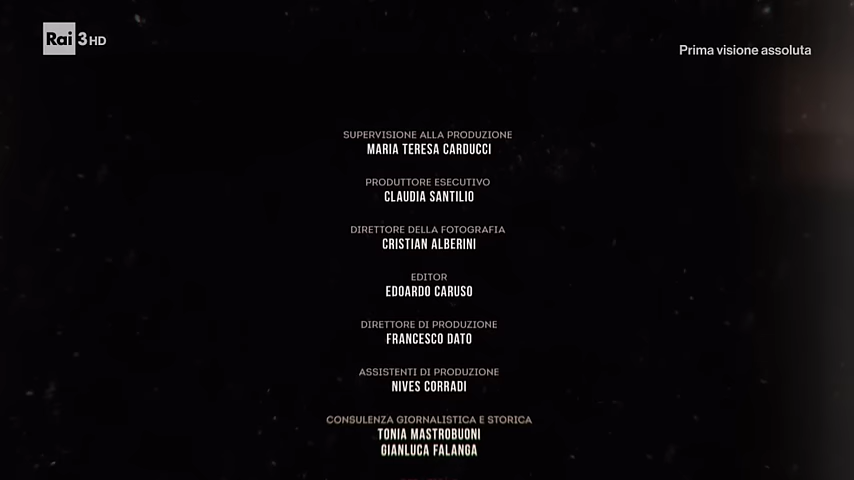 Rai 3 HD
Prima visione assoluta
SUPERVISIONE ALLA PRODUZIONE
MARIA TERESA CARDUCCI
PRODUTTORE ESECUTIVO
CLAUDIA SANTILIO
DIRETTORE DELLA FOTOGRAFIA
CRISTIAN ALBERINI
EDITOR
EDOARDO CARUSO
DIRETTORE DI PRODUZIONE
FRANCESCO DATO
ASSISTENTI DI PRODUZIONE
NIVES CORRADI
CONSULENZA GIORNALISTICA E STORICA
TONIA MASTROBUONI
GIANLUCA FALANGA